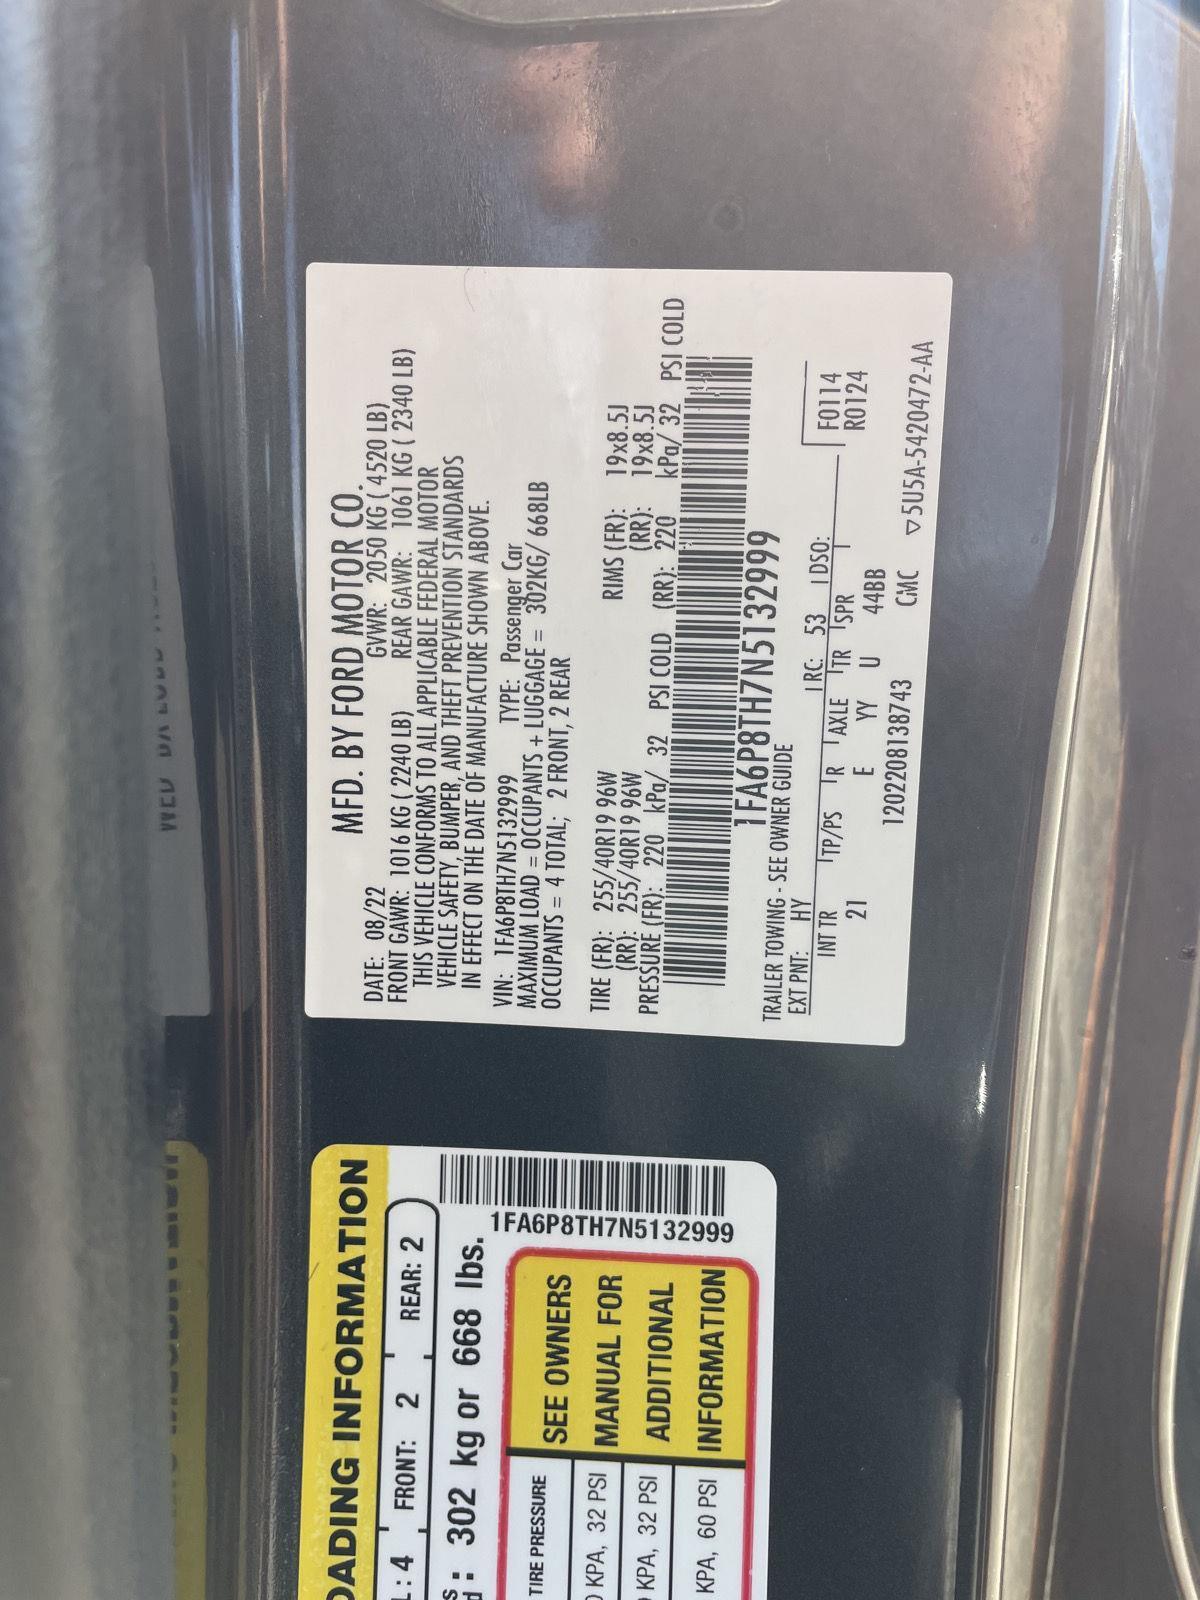 MFD. BY FORD MOTOR CO.
DATE: 08/22 GVWR: 2050 KG ( 4520 LB)
FRONT GAWR: 1016 KG ( 2240 LB) REAR GAWR: 1061 KG ( 2340 LB)
THIS VEHICLE CONFORMS TO ALL APPLICABLE FEDERAL MOTOR
VEHICLE SAFETY, BUMPER, AND THEFT PREVENTION STANDARDS
IN EFFECT ON THE DATE OF MANUFACTURE SHOWN ABOVE.
VIN: 1FA6P8TH7N5132999 TYPE: Passenger Car
MAXIMUM LOAD = OCCUPANTS + LUGGAGE = 302KG/ 668LB
OCCUPANTS = 4 TOTAL; 2 FRONT, 2 REAR
TIRE (FR): 255/40R19 96W RIMS (FR): 19x8.5J
(RR): 255/40R19 96W (RR): 19x8.5J
PRESSURE (FR): 220 kPa/ 32 PSI COLD (RR): 220 kPa/ 32 PSI COLD
1FA6P8TH7N5132999
TRAILER TOWING - SEE OWNER GUIDE
EXT PNT: HY RC: 53 DSO: F0114
INT TR TP/PS R AXLE TR SPR R0124
21 E YY U 44BB
120220813874​3 CMC ▽5U5A-5420472-AA
OADING INFORMATION
L : 4 FRONT: 2 REAR: 2
302 kg or 668 lbs.
1FA6P8TH7N5132999
TIRE PRESSURE
KPA, 32 PSI
KPA, 32 PSI
KPA, 60 PSI
SEE OWNERS
MANUAL FOR
ADDITIONAL
INFORMATION